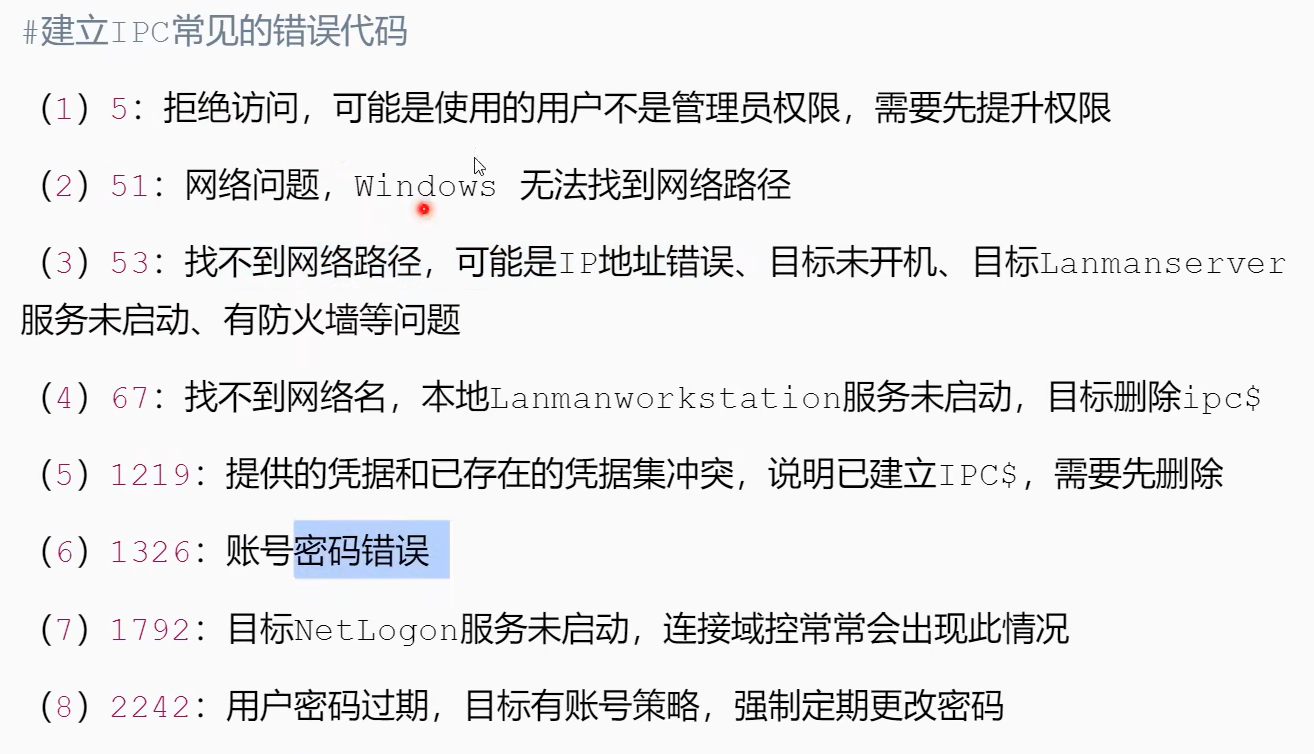 #建立IPC常见的错误代码
（1）5：拒绝访问，可能是使用的用户不是管理员权限，需要先提升权限
（2）51：网络问题，Windows 无法找到网络路径
（3）53：找不到网络路径，可能是IP地址错误、目标未开机、目标Lanmanserver
服务未启动、有防火墙等问题
（4）67：找不到网络名，本地Lanmanworkstation服务未启动，目标删除ipc$
（5）1219：提供的凭据和已存在的凭据集冲突，说明已建立IPC$，需要先删除
（6）1326：账号密码错误
（7）1792：目标NetLogon服务未启动，连接域控常常会出现此情况
（8）2242：用户密码过期，目标有账号策略，强制定期更改密码